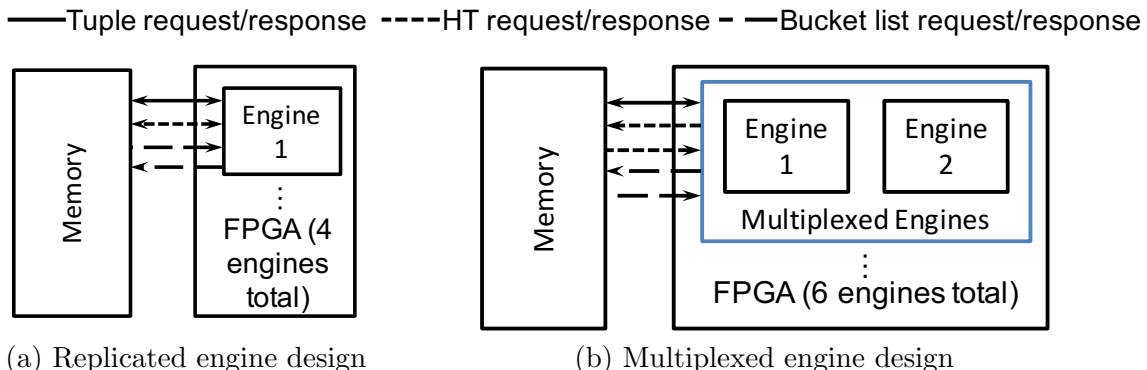 Tuple request/response HT request/response Bucket list request/response
Memory
Engine
1
⋮
FPGA (4
engines
total)
(a) Replicated engine design
Memory
Engine
1
Engine
2
Multiplexed Engines
⋮
FPGA (6 engines total)
(b) Multiplexed engine design